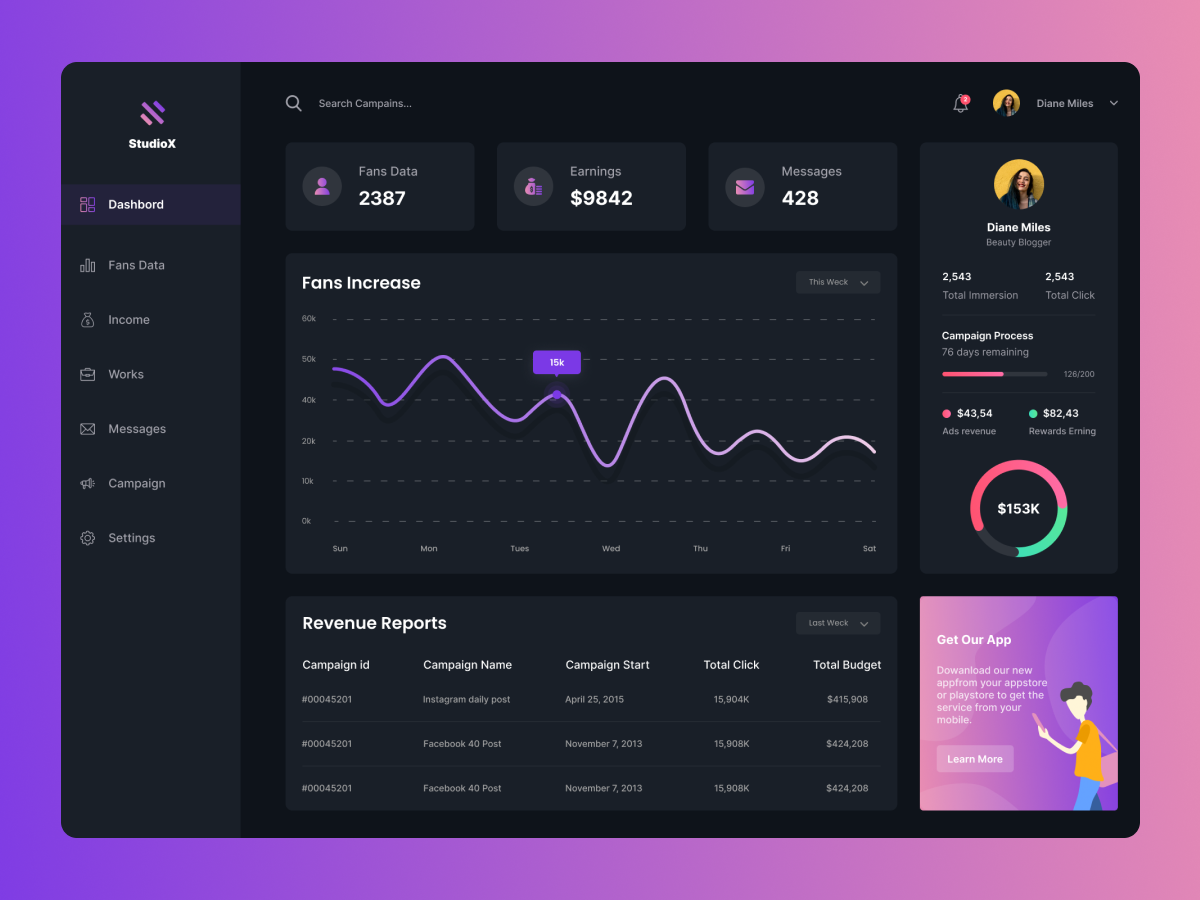 StudioX
Dashbord
Fans Data
Income
Works
Messages
Campaign
Settings
Search Campains...
2
Diane Miles
Fans Data
2387
Earnings
$9842
Messages
428
Fans Increase
This Weck
60k
50k
40k
20k
10k
0k
15k
Sun Mon Tues Wed Thu Fri Sat
Revenue Reports
Last Weck
Campaign id Campaign Name Campaign Start Total Click Total Budget
#00045201 Instagram daily post April 25, 2015 15,904K $415,908
#00045201 Facebook 40 Post November 7, 2013 15,908K $424,208
#00045201 Facebook 40 Post November 7, 2013 15,908K $424,208
Diane Miles
Beauty Blogger
2,543 2,543
Total Immersion Total Click
Campaign Process
76 days remaining
126/200
$43,54 $82,43
Ads revenue Rewards Erning
$153K
Get Our App
Dowanload our new
appfrom your appstore
or playstore to get the
service from your
mobile.
Learn More